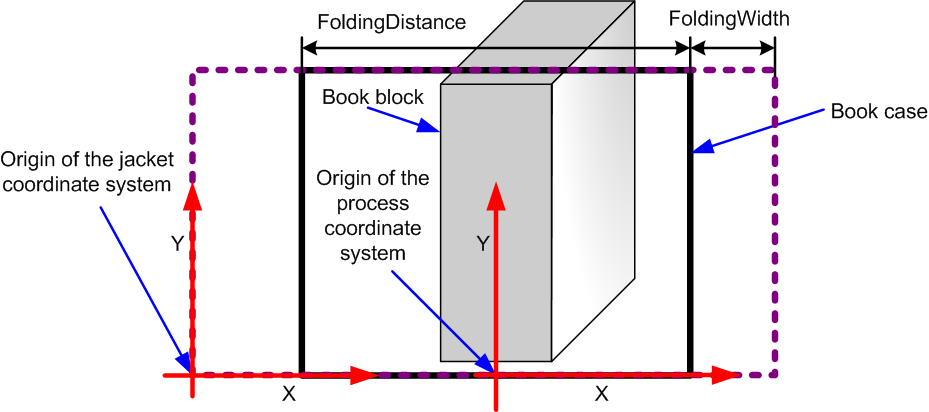 FoldingDistance
FoldingWidth
Book block
Book case
Origin of the jacket
coordinate system
Origin of the
process
coordinate
system
Y
Y
X
X